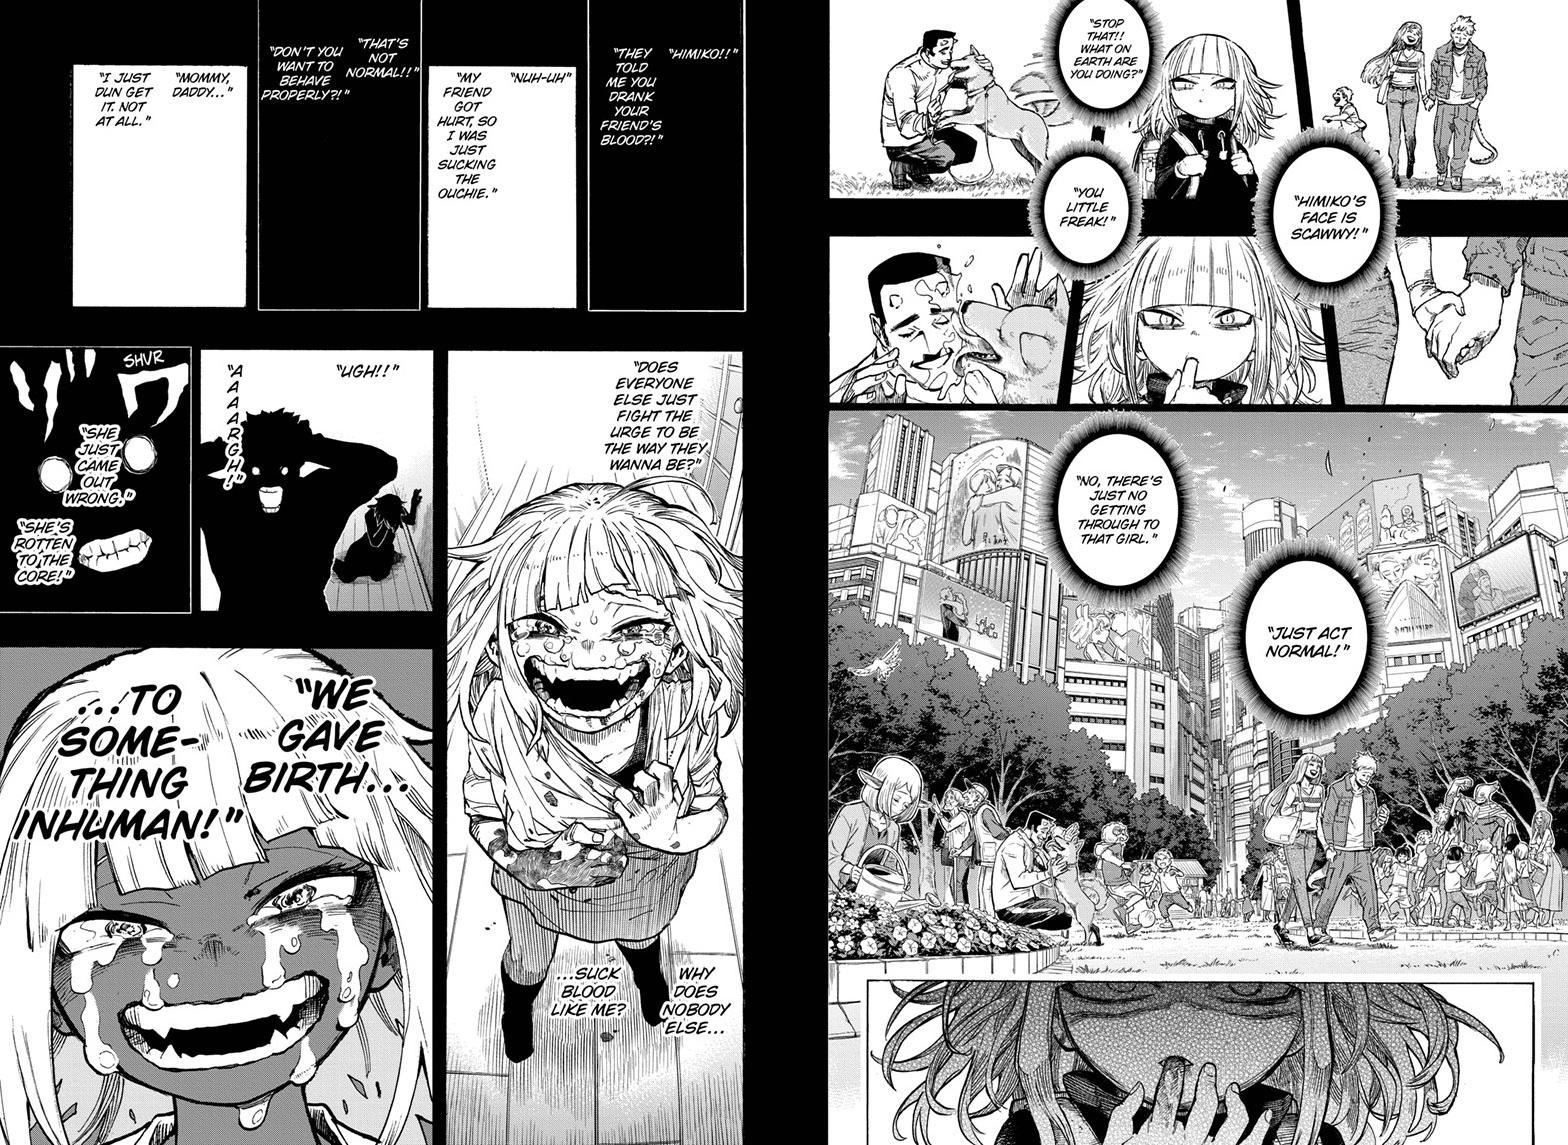 "STOP
THAT!!
WHAT ON
EARTH ARE
YOU DOING?"
"HIMIKO'S
FACE IS
SCAWWY!"
"YOU
LITTLE
FREAK!"
"NO, THERE'S
JUST NO
GETTING
THROUGH TO
THAT GIRL."
"JUST ACT
NORMAL!"
"HIMIKO!!"
"THEY
TOLD
ME YOU
DRANK
YOUR
FRIEND'S
BLOOD?!"
"NUH-UH"
"MY
FRIEND
GOT
HURT, SO
I WAS
JUST
SUCKING
THE
OUCHIE."
"THAT'S
NOT
NORMAL!!"
"DON'T YOU
WANT TO
BEHAVE
PROPERLY?!"
"MOMMY,
DADDY..."
"I JUST
DUN GET
IT. NOT
AT ALL."
"DOES
EVERYONE
ELSE JUST
FIGHT THE
URGE TO BE
THE WAY THEY
WANNA BE?"
WHY
DOES
NOBODY
ELSE...
...SUCK
BLOOD
LIKE ME?
"UGH!!"
"AAAARGH!"
SHVR
"SHE
JUST
CAME
OUT
WRONG."
"SHE'S
ROTTEN
TO THE
CORE!"
"WE
GAVE
BIRTH...
...TO
SOME-
THING
INHUMAN!"